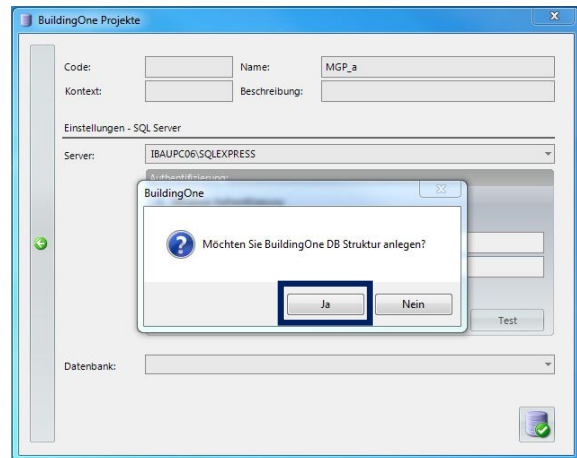 BuildingOne Projekte
Code: Name: MGP_a
Kontext: Beschreibung:
Einstellungen - SQL Server
Server: IBAUPC06\SQLEXPRESS
Authentifizierung:
BuildingOne
Möchten Sie BuildingOne DB Struktur anlegen?
Ja Nein
Test
Datenbank: